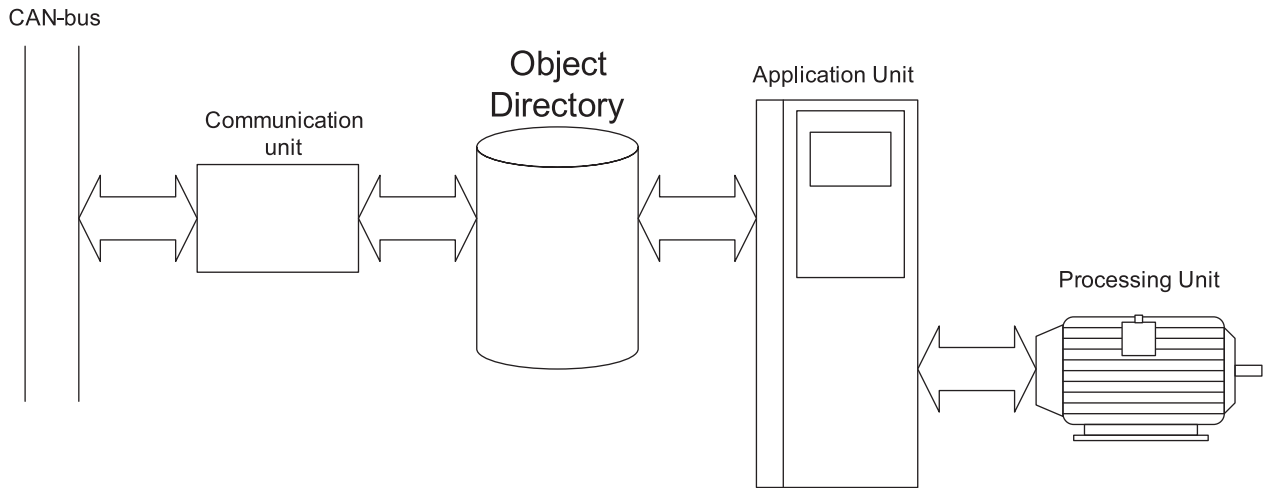 CAN-bus
Communication
unit
Object
Directory
Application Unit
Processing Unit